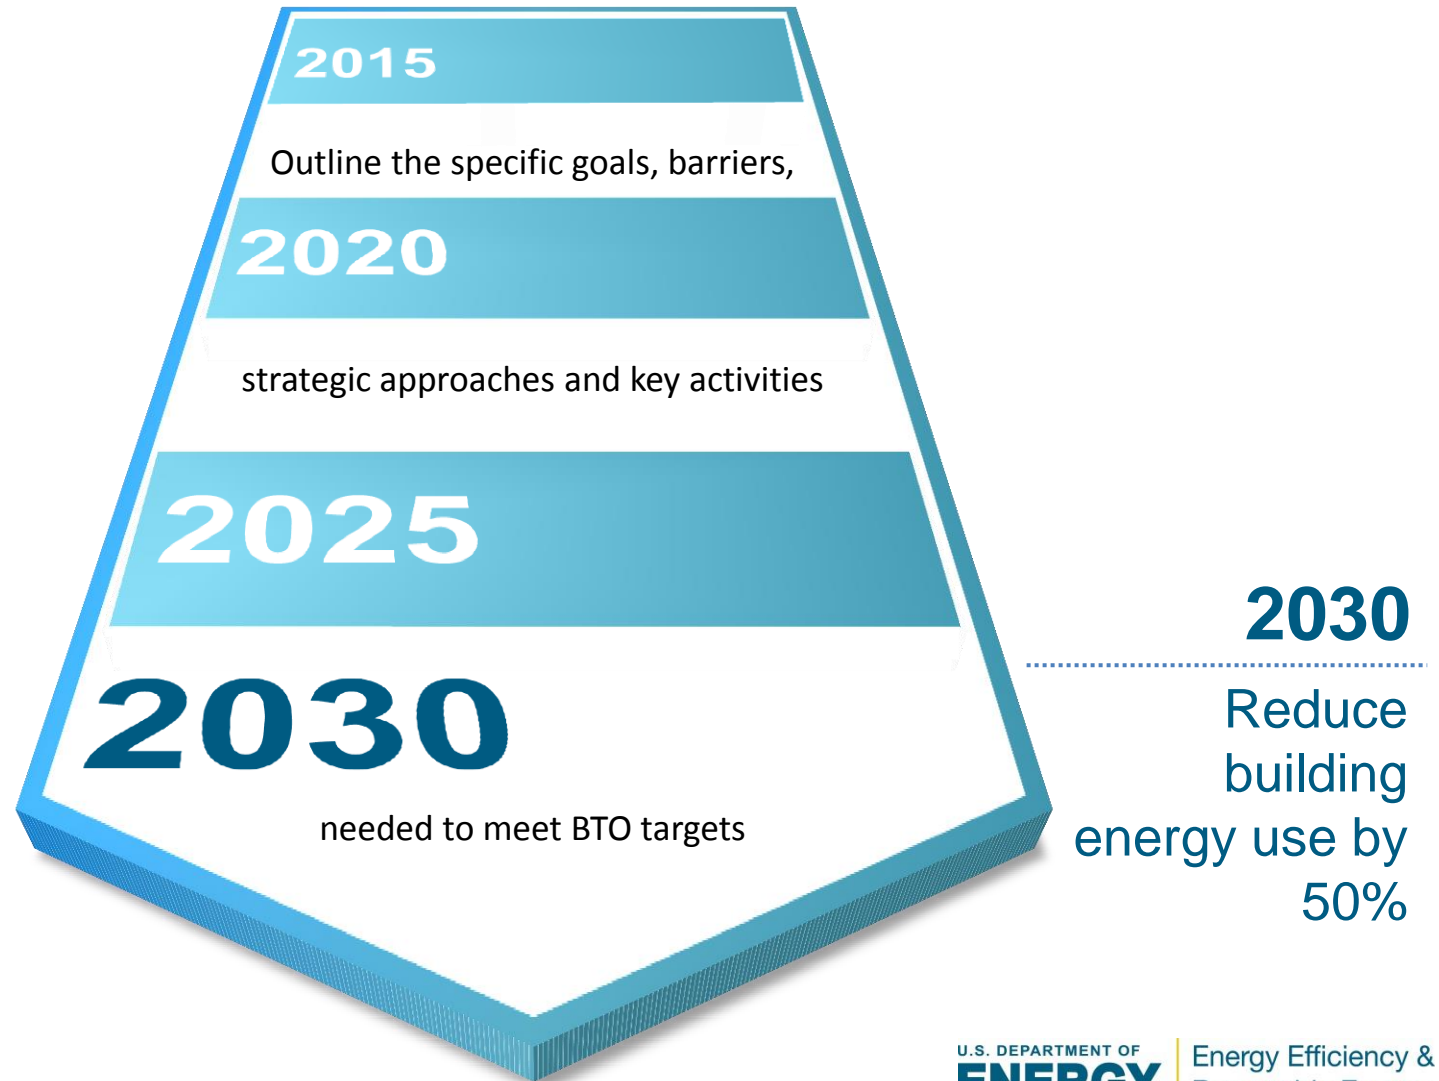 2015
Outline the specific goals, barriers,
2020
strategic approaches and key activities
2025
2030
needed to meet BTO targets
2030
Reduce
building
energy use by
50%
U.S. DEPARTMENT OF
ENERGY
Energy Efficiency &